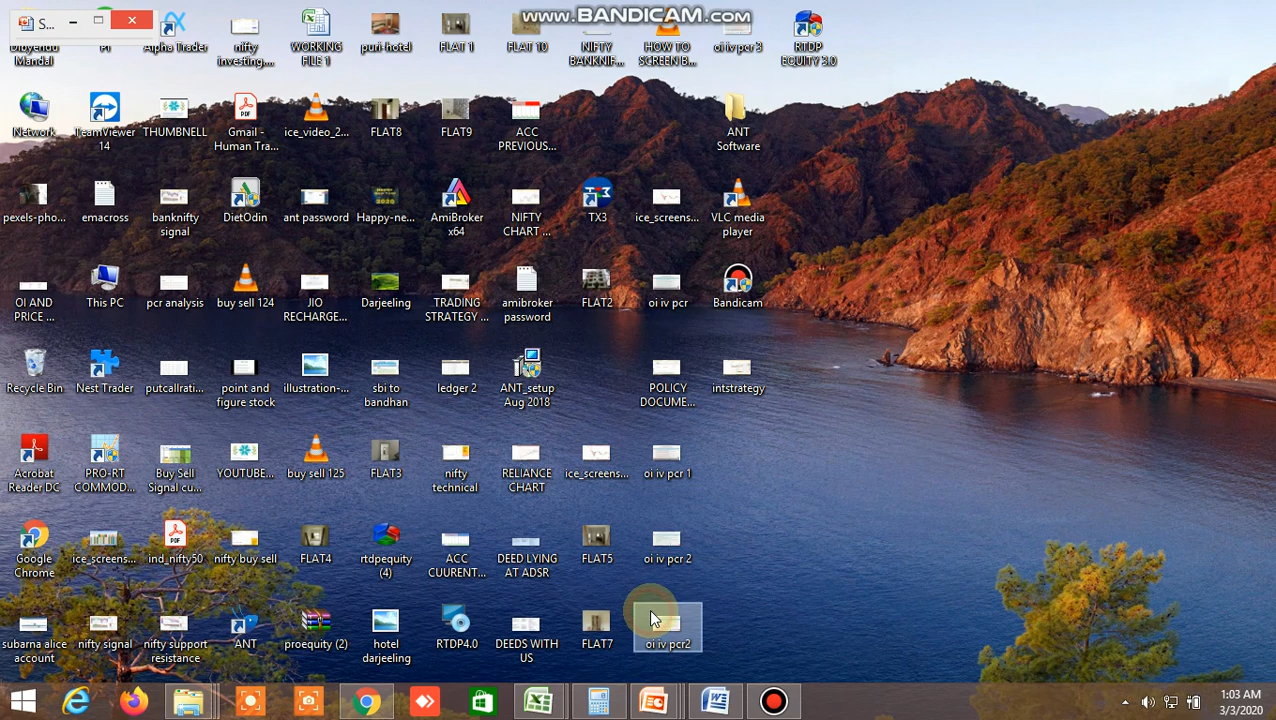 S...
www.BANDICAM.com
Mandal
Alpha Trader
nifty
investing....
WORKING
FILE 1
puri-hotel
FLAT 1
FLAT 10
NIFTY
BANKNIF...
HOW TO
SCREEN B...
oi iv pcr 3
RTDP
EQUITY 3.0
Network
TeamViewer
14
THUMBNELL
Gmail -
Human Tra...
ice_video_2...
FLAT8
FLAT9
ACC
PREVIOUS...
ANT
Software
pexels-pho...
emacross
banknifty
signal
DietOdin
ant password
Happy-ne...
AmiBroker
x64
NIFTY
CHART ...
TX3
ice_screens...
VLC media
player
OI AND
PRICE ...
This PC
pcr analysis
buy sell 124
JIO
RECHARGE...
Darjeeling
TRADING
STRATEGY ...
amibroker
password
FLAT2
oi iv pcr
Bandicam
Recycle Bin
Nest Trader
putcallrati...
point and
figure stock
illustration-...
sbi to
bandhan
ledger 2
ANT_setup
Aug 2018
POLICY
DOCUME...
intstrategy
Acrobat
Reader DC
PRO-RT
COMMOD...
Buy Sell
Signal cu...
YOUTUBE...
buy sell 125
FLAT3
nifty
technical
RELIANCE
CHART
ice_screens...
oi iv pcr 1
Google
Chrome
ice_screens...
ind_nifty50
nifty buy sell
FLAT4
rtdpequity
(4)
ACC
CUURENT...
DEED LYING
AT ADSR
FLAT5
oi iv pcr 2
subarna alice
account
nifty signal
nifty support
resistance
ANT
proequity (2)
hotel
darjeeling
RTDP4.0
DEEDS WITH
US
FLAT7
oi iv pcr2
1:03 AM
3/3/2020